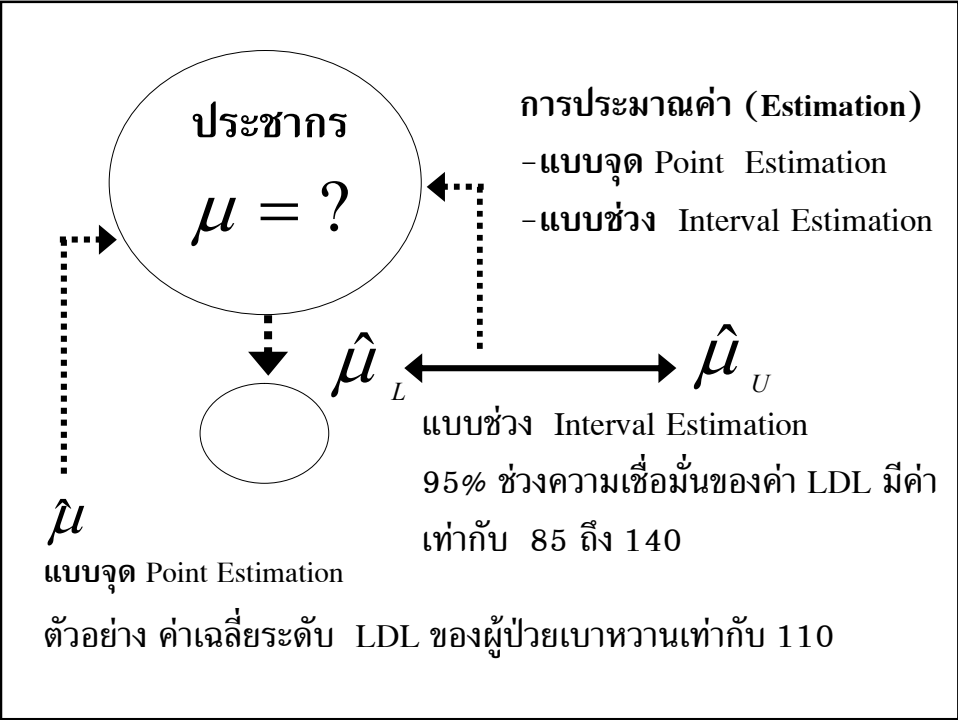 ประชากร
μ = ?
การประมาณค่า (Estimation)
-แบบจุด Point Estimation
-แบบช่วง Interval Estimation
μ̂ L
μ̂ U
แบบช่วง Interval Estimation
95% ช่วงความเชื่อมั่นของค่า LDL มีค่า
เท่ากับ 85 ถึง 140
μ̂
แบบจุด Point Estimation
ตัวอย่าง ค่าเฉลี่ยระดับ LDL ของผู้ป่วยเบาหวานเท่ากับ 110